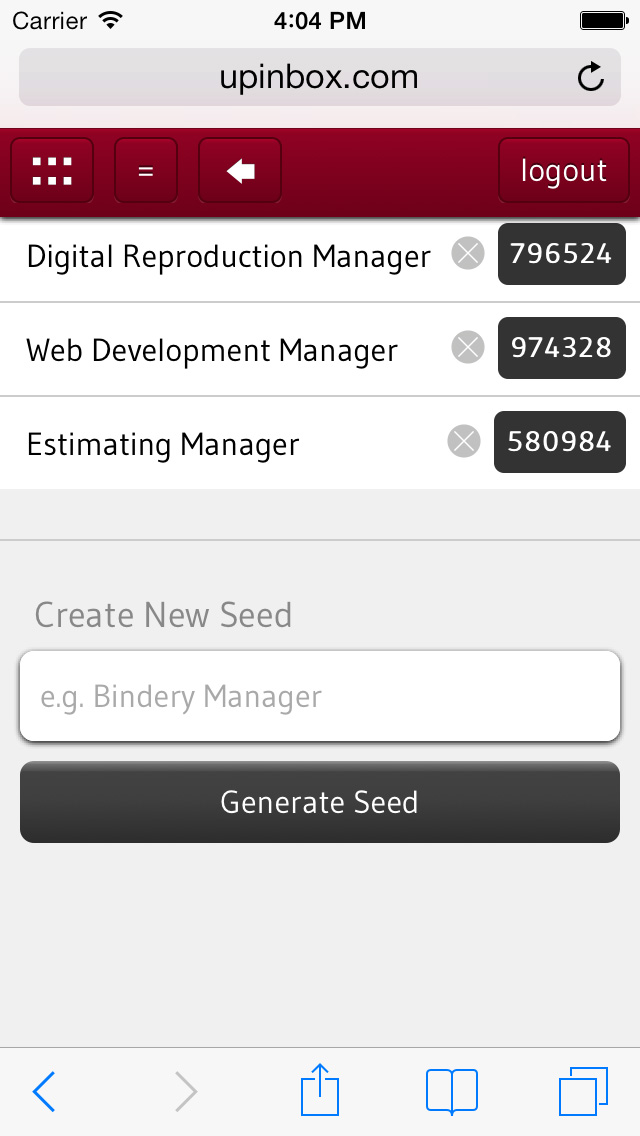 Carrier 4:04 PM
upinbox.com
= logout
Digital Reproduction Manager 796524
Web Development Manager 974328
Estimating Manager 580984
Create New Seed
e.g. Bindery Manager
Generate Seed